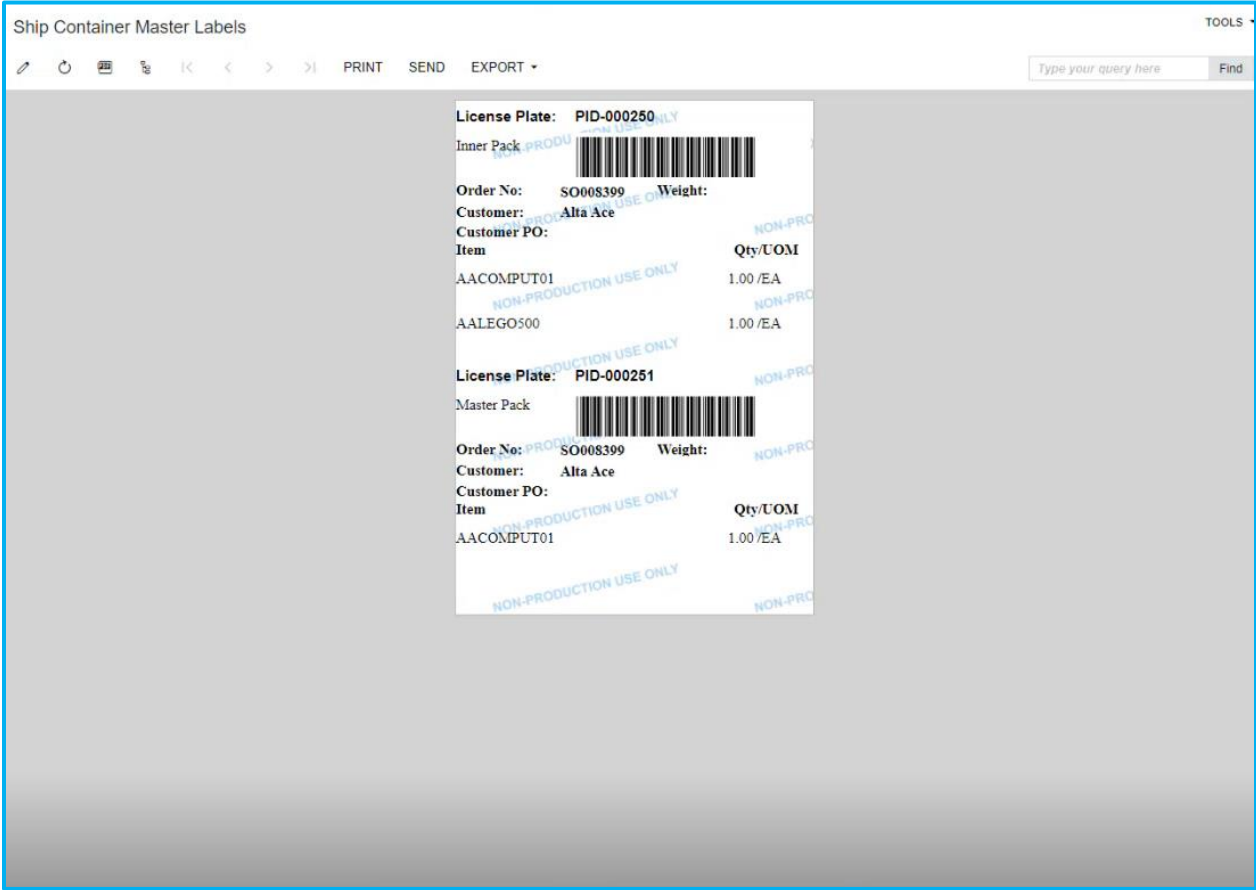 Ship Container Master Labels
TOOLS
PRINT SEND EXPORT
Type your query here Find
License Plate: PID-000250
Inner Pack
Order No: SO008399 Weight:
Customer: Alta Ace
Customer PO:
Item Qty/UOM
AACOMPUT01 1.00 /EA
AALEGO500 1.00 /EA
License Plate: PID-000251
Master Pack
Order No: SO008399 Weight:
Customer: Alta Ace
Customer PO:
Item Qty/UOM
AACOMPUT01 1.00 /EA
NON-PRODUCTION USE ONLY
NON-PRO